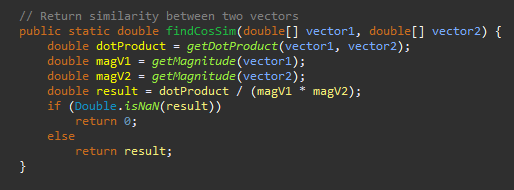 // Return similarity between two vectors
public static double findCosSim(double[] vector1, double[] vector2) {
    double dotProduct = getDotProduct(vector1, vector2);
    double magV1 = getMagnitude(vector1);
    double magV2 = getMagnitude(vector2);
    double result = dotProduct / (magV1 * magV2);
    if (Double.isNaN(result))
        return 0;
    else
        return result;
}